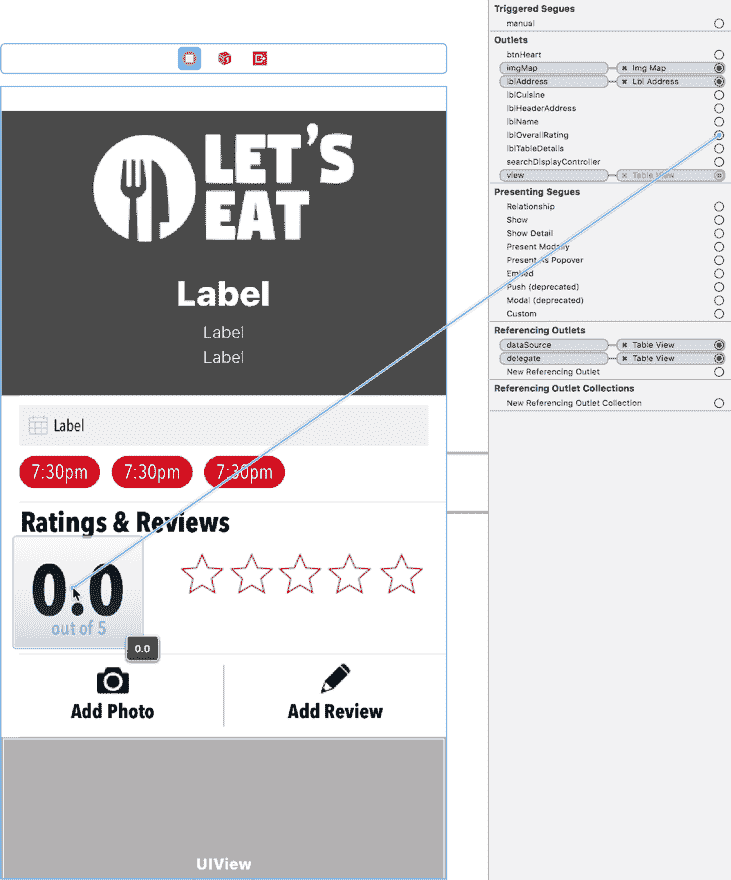 Triggered Segues
manual
Outlets
btnHeart
imgMap
Img Map
lblAddress
Lbl Address
lblCuisine
lblHeaderAddress
lblName
lblOverallRating
lblTableDetails
searchDisplayController
view
Table View
Presenting Segues
Relationship
Show
Show Detail
Present Modally
Present As Popover
Embed
Push (deprecated)
Modal (deprecated)
Custom
Referencing Outlets
dataSource
Table View
delegate
Table View
New Referencing Outlet
Referencing Outlet Collections
New Referencing Outlet Collection
LET'S
EAT
Label
Label
Label
Label
7:30pm 7:30pm 7:30pm
Ratings & Reviews
0.0
out of 5
0.0
Add Photo
Add Review
UIView